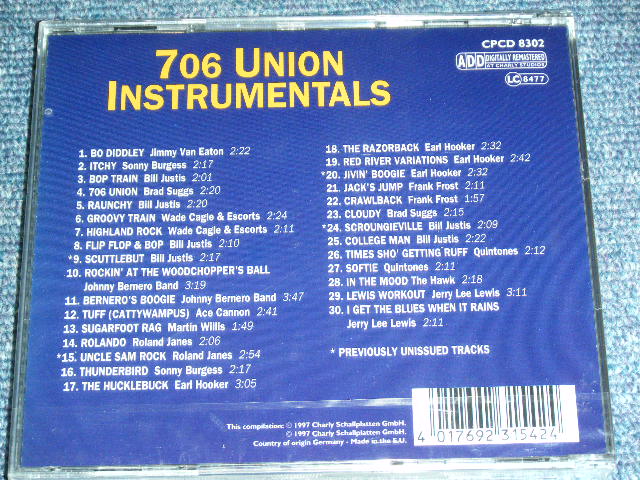 CPCD 8302
706 UNION
INSTRUMENTALS
ADD DIGITALLY REMASTERED
AT CHARLY STUDIOS
LC 8477
1. BO DIDDLEY Jimmy Van Eaton 2:22
2. ITCHY Sonny Burgess 2:17
3. BOP TRAIN Bill Justis 2:01
4. 706 UNION Brad Suggs 2:20
5. RAUNCHY Bill Justis 2:20
6. GROOVY TRAIN Wade Cagle & Escorts 2:24
7. HIGHLAND ROCK Wade Cagle & Escorts 2:11
8. FLIP FLOP & BOP Bill Justis 2:10
*9. SCUTTLEBUT Bill Justis 2:17
10. ROCKIN' AT THE WOODCHOPPER'S BALL
Johnny Bernero Band 3:19
11. BERNERO'S BOOGIE Johnny Bernero Band 3:47
12. TUFF (CATTYWAMPUS) Ace Cannon 2:41
13. SUGARFOOT RAG Martin Willis 1:49
14. ROLANDO Roland Janes 2:06
*15. UNCLE SAM ROCK Roland Janes 2:54
16. THUNDERBIRD Sonny Burgess 2:17
17. THE HUCKLEBUCK Earl Hooker 3:05
18. THE RAZORBACK Earl Hooker 2:32
19. RED RIVER VARIATIONS Earl Hooker 2:42
*20. JIVIN' BOOGIE Earl Hooker 2:32
21. JACK'S JUMP Frank Frost 2:11
22. CRAWLBACK Frank Frost 1:57
23. CLOUDY Brad Suggs 2:15
*24. SCROUNGIEVILLE Bill Justis 2:09
25. COLLEGE MAN Bill Justis 2:22
26. TIMES SHO' GETTING RUFF Quintones 2:12
27. SOFTIE Quintones 2:11
28. IN THE MOOD The Hawk 2:18
29. LEWIS WORKOUT Jerry Lee Lewis 3:11
30. I GET THE BLUES WHEN IT RAINS
Jerry Lee Lewis 2:11
* PREVIOUSLY UNISSUED TRACKS
This compilation: ℗ 1997 Charly Schallplatten GmbH.
© 1997 Charly Schallplatten GmbH.
Country of origin Germany - Made in the E.U.
4 017692 315424